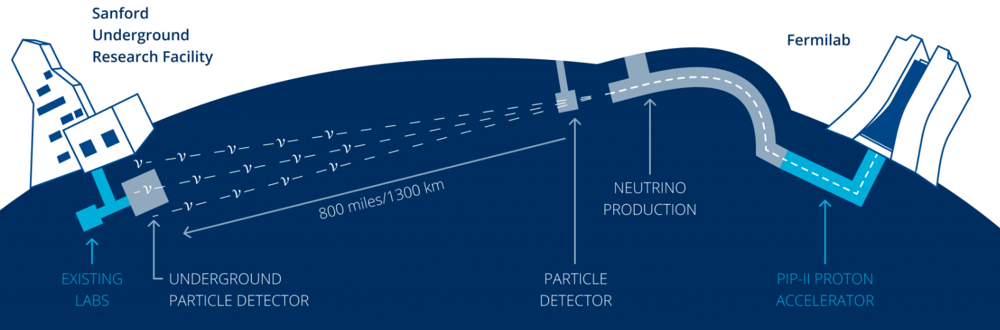 Sanford
Underground
Research Facility
Fermilab
ν ν ν ν
ν ν ν ν
ν ν ν ν
800 miles/1300 km
NEUTRINO
PRODUCTION
EXISTING
LABS
UNDERGROUND
PARTICLE DETECTOR
PARTICLE
DETECTOR
PIP-II PROTON
ACCELERATOR